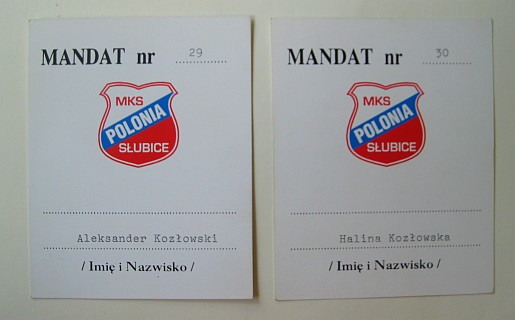 MANDAT nr 29
MKS
POLONIA
SŁUBICE
Aleksander Kozłowski
/ Imię i Nazwisko /
MANDAT nr 30
MKS
POLONIA
SŁUBICE
Halina Kozłowska
/ Imię i Nazwisko /